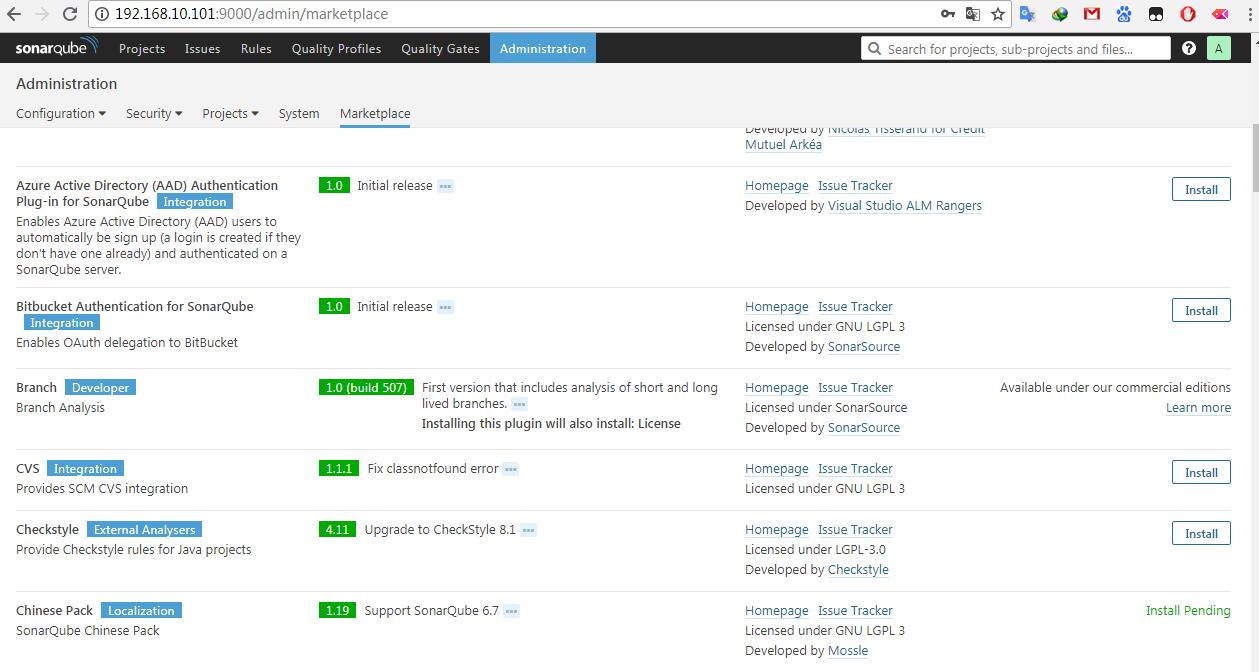 192.168.10.101:9000/admin/marketplace
sonarqube Projects Issues Rules Quality Profiles Quality Gates Administration Search for projects, sub-projects and files... ? A
Administration
Configuration Security Projects System Marketplace
Developed by Nicolas Tisserand for Crédit
Mutuel Arkéa
Azure Active Directory (AAD) Authentication
Plug-in for SonarQube Integration
Enables Azure Active Directory (AAD) users to
automatically be sign up (a login is created if they
don't have one already) and authenticated on a
SonarQube server.
1.0 Initial release
Homepage Issue Tracker
Developed by Visual Studio ALM Rangers
Install
Bitbucket Authentication for SonarQube
Integration
Enables OAuth delegation to BitBucket
1.0 Initial release
Homepage Issue Tracker
Licensed under GNU LGPL 3
Developed by SonarSource
Install
Branch Developer
Branch Analysis
1.0 (build 507) First version that includes analysis of short and long
lived branches.
Installing this plugin will also install: License
Homepage Issue Tracker
Licensed under SonarSource
Developed by SonarSource
Available under our commercial editions
Learn more
CVS Integration
Provides SCM CVS integration
1.1.1 Fix classnotfound error
Homepage Issue Tracker
Licensed under GNU LGPL 3
Install
Checkstyle External Analysers
Provide Checkstyle rules for Java projects
4.11 Upgrade to CheckStyle 8.1
Homepage Issue Tracker
Licensed under LGPL-3.0
Developed by Checkstyle
Install
Chinese Pack Localization
SonarQube Chinese Pack
1.19 Support SonarQube 6.7
Homepage Issue Tracker
Licensed under GNU LGPL 3
Developed by Mossle
Install Pending